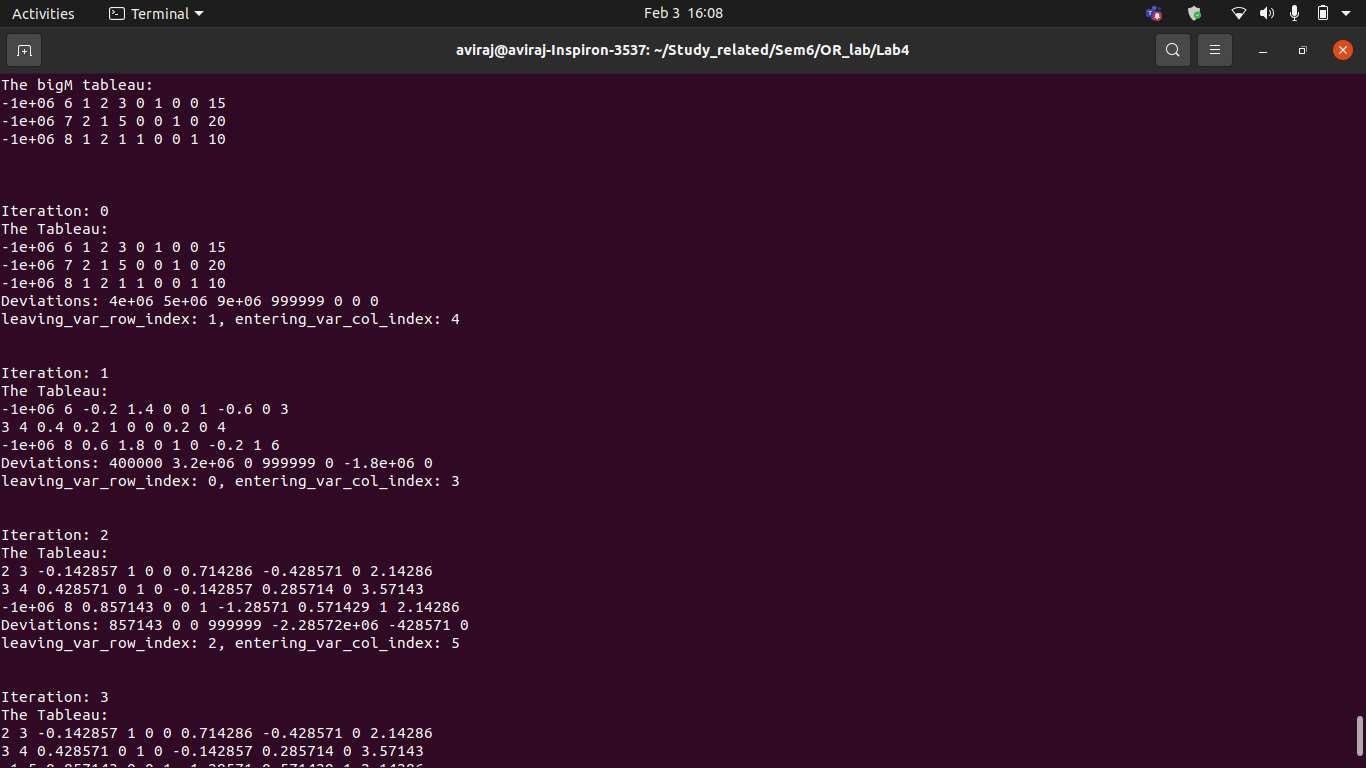 Activities Terminal Feb 3 16:08
aviraj@aviraj-Inspiron-3537: ~/Study_related/Sem6/OR_lab/Lab4
The bigM tableau:
-1e+06 6 1 2 3 0 1 0 0 15
-1e+06 7 2 1 5 0 0 1 0 20
-1e+06 8 1 2 1 1 0 0 1 10
Iteration: 0
The Tableau:
-1e+06 6 1 2 3 0 1 0 0 15
-1e+06 7 2 1 5 0 0 1 0 20
-1e+06 8 1 2 1 1 0 0 1 10
Deviations: 4e+06 5e+06 9e+06 999999 0 0 0
leaving_var_row_index: 1, entering_var_col_index: 4
Iteration: 1
The Tableau:
-1e+06 6 -0.2 1.4 0 0 1 -0.6 0 3
3 4 0.4 0.2 1 0 0 0.2 0 4
-1e+06 8 0.6 1.8 0 1 0 -0.2 1 6
Deviations: 400000 3.2e+06 0 999999 0 -1.8e+06 0
leaving_var_row_index: 0, entering_var_col_index: 3
Iteration: 2
The Tableau:
2 3 -0.142857 1 0 0 0.714286 -0.428571 0 2.14286
3 4 0.428571 0 1 0 -0.142857 0.285714 0 3.57143
-1e+06 8 0.857143 0 0 1 -1.28571 0.571429 1 2.14286
Deviations: 857143 0 0 999999 -2.28572e+06 -428571 0
leaving_var_row_index: 2, entering_var_col_index: 5
Iteration: 3
The Tableau:
2 3 -0.142857 1 0 0 0.714286 -0.428571 0 2.14286
3 4 0.428571 0 1 0 -0.142857 0.285714 0 3.57143